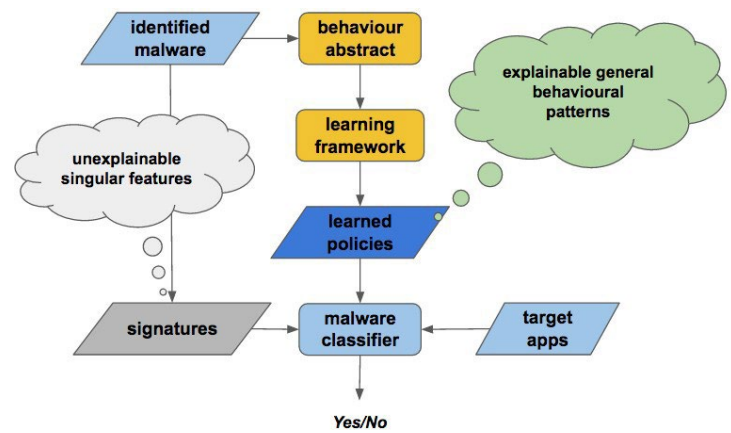 identified
malware
behaviour
abstract
explainable general
behavioural
patterns
learning
framework
unexplainable
singular features
learned
policies
signatures
malware
classifier
target
apps
Yes/No